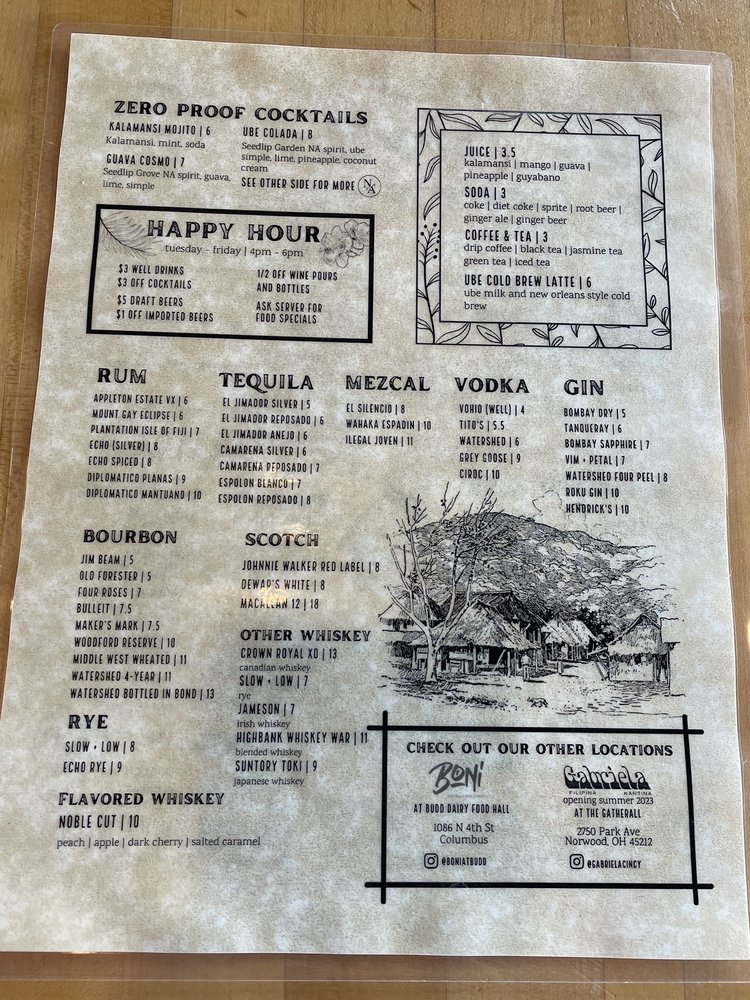 ZERO PROOF COCKTAILS
KALAMANSI MOJITO | 6
Kalamansi, mint, soda
GUAVA COSMO | 7
Seedlip Grove NA spirit, guava,
lime, simple
UBE COLADA | 8
Seedlip Garden NA spirit, ube
simple, lime, pineapple, coconut
cream
SEE OTHER SIDE FOR MORE N/A
HAPPY HOUR
tuesday - friday | 4pm - 6pm
$3 WELL DRINKS
$3 OFF COCKTAILS
$5 DRAFT BEERS
$1 OFF IMPORTED BEERS
1/2 OFF WINE POURS
AND BOTTLES
ASK SERVER FOR
FOOD SPECIALS
JUICE | 3.5
kalamansi | mango | guava |
pineapple | guyabano
SODA | 3
coke | diet coke | sprite | root beer |
ginger ale | ginger beer
COFFEE & TEA | 3
drip coffee | black tea | jasmine tea
green tea | iced tea
UBE COLD BREW LATTE | 6
ube milk and new orleans style cold
brew
RUM
APPLETON ESTATE VX | 6
MOUNT GAY ECLIPSE | 6
PLANTATION ISLE OF FIJI | 7
ECHO (SILVER) | 8
ECHO SPICED | 8
DIPLOMATICO PLANAS | 9
DIPLOMATICO MANTUANO | 10
TEQUILA
EL JIMADOR SILVER | 5
EL JIMADOR REPOSADO | 6
EL JIMADOR ANEJO | 6
CAMARENA SILVER | 6
CAMARENA REPOSADO | 7
ESPOLON BLANCO | 7
ESPOLON REPOSADO | 8
MEZCAL
EL SILENCIO | 8
WAHAKA ESPADIN | 10
ILEGAL JOVEN | 11
VODKA
VOHIO (WELL) | 4
TITO'S | 5.5
WATERSHED | 6
GREY GOOSE | 9
CIROC | 10
GIN
BOMBAY DRY | 5
TANQUERAY | 6
BOMBAY SAPPHIRE | 7
VIM + PETAL | 7
WATERSHED FOUR PEEL | 8
ROKU GIN | 10
HENDRICK'S | 10
BOURBON
JIM BEAM | 5
OLD FORESTER | 5
FOUR ROSES | 7
BULLEIT | 7.5
MAKER'S MARK | 7.5
WOODFORD RESERVE | 10
MIDDLE WEST WHEATED | 11
WATERSHED 4-YEAR | 11
WATERSHED BOTTLED IN BOND | 13
RYE
SLOW + LOW | 8
ECHO RYE | 9
FLAVORED WHISKEY
NOBLE CUT | 10
peach | apple | dark cherry | salted caramel
SCOTCH
JOHNNIE WALKER RED LABEL | 8
DEWAR'S WHITE | 8
MACALLAN 12 | 18
OTHER WHISKEY
CROWN ROYAL XO | 13
canadian whiskey
SLOW + LOW | 7
rye
JAMESON | 7
irish whiskey
HIGHBANK WHISKEY WAR | 11
blended whiskey
SUNTORY TOKI | 9
japanese whiskey
CHECK OUT OUR OTHER LOCATIONS
BONi
AT BUDD DAIRY FOOD HALL
1086 N 4th St
Columbus
@BONIATBUDD
Gabriela
FILIPINA KANTINA
opening summer 2023
AT THE GATHERALL
2750 Park Ave
Norwood, OH 45212
@GABRIELACINCY